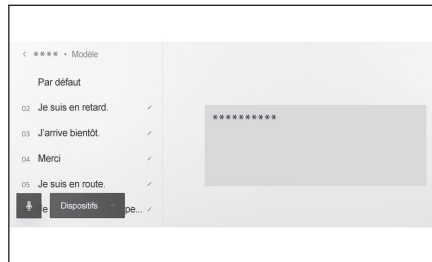 < **** • Modèle
Par défaut
02 Je suis en retard.
03 J'arrive bientôt.
04 Merci
05 Je suis en route.
e pe...
Dispositifs
**********